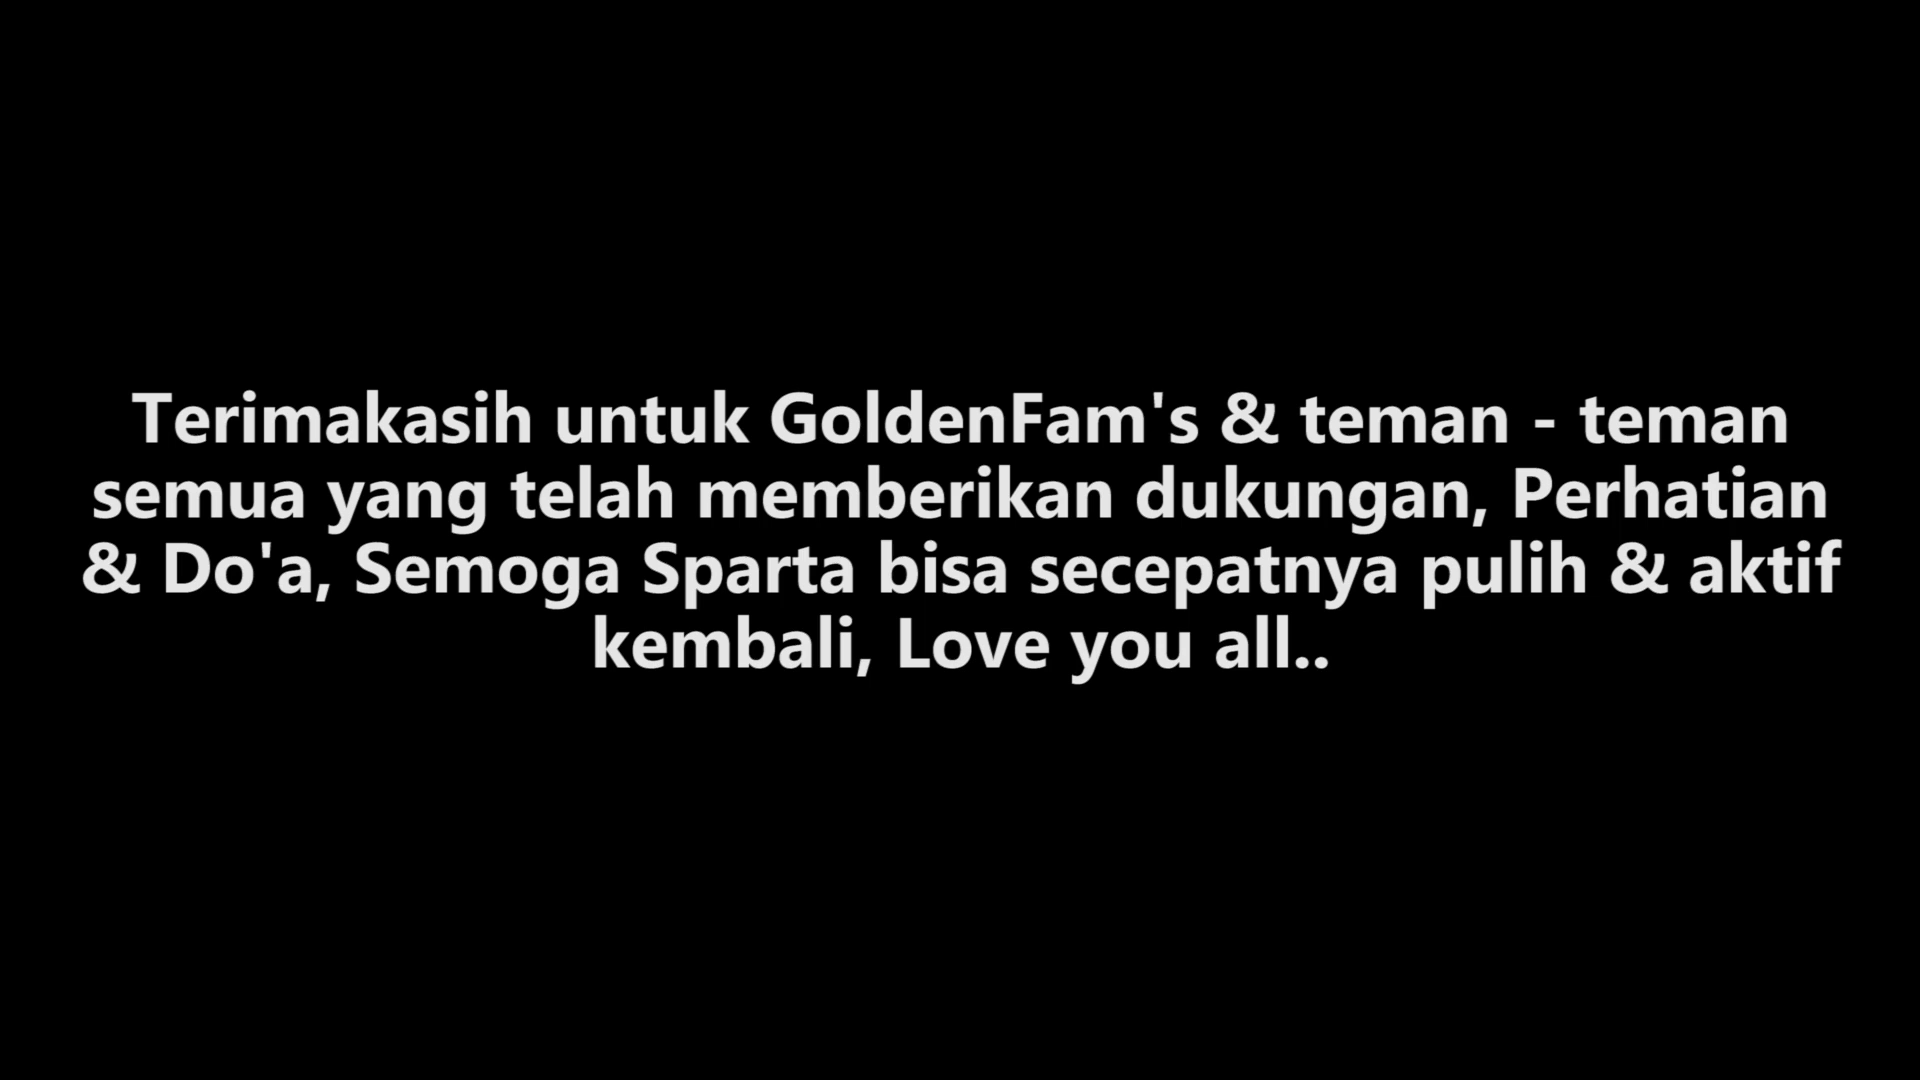 Terimakasih untuk GoldenFam's & teman - teman
semua yang telah memberikan dukungan, Perhatian
& Do'a, Semoga Sparta bisa secepatnya pulih & aktif
kembali, Love you all..